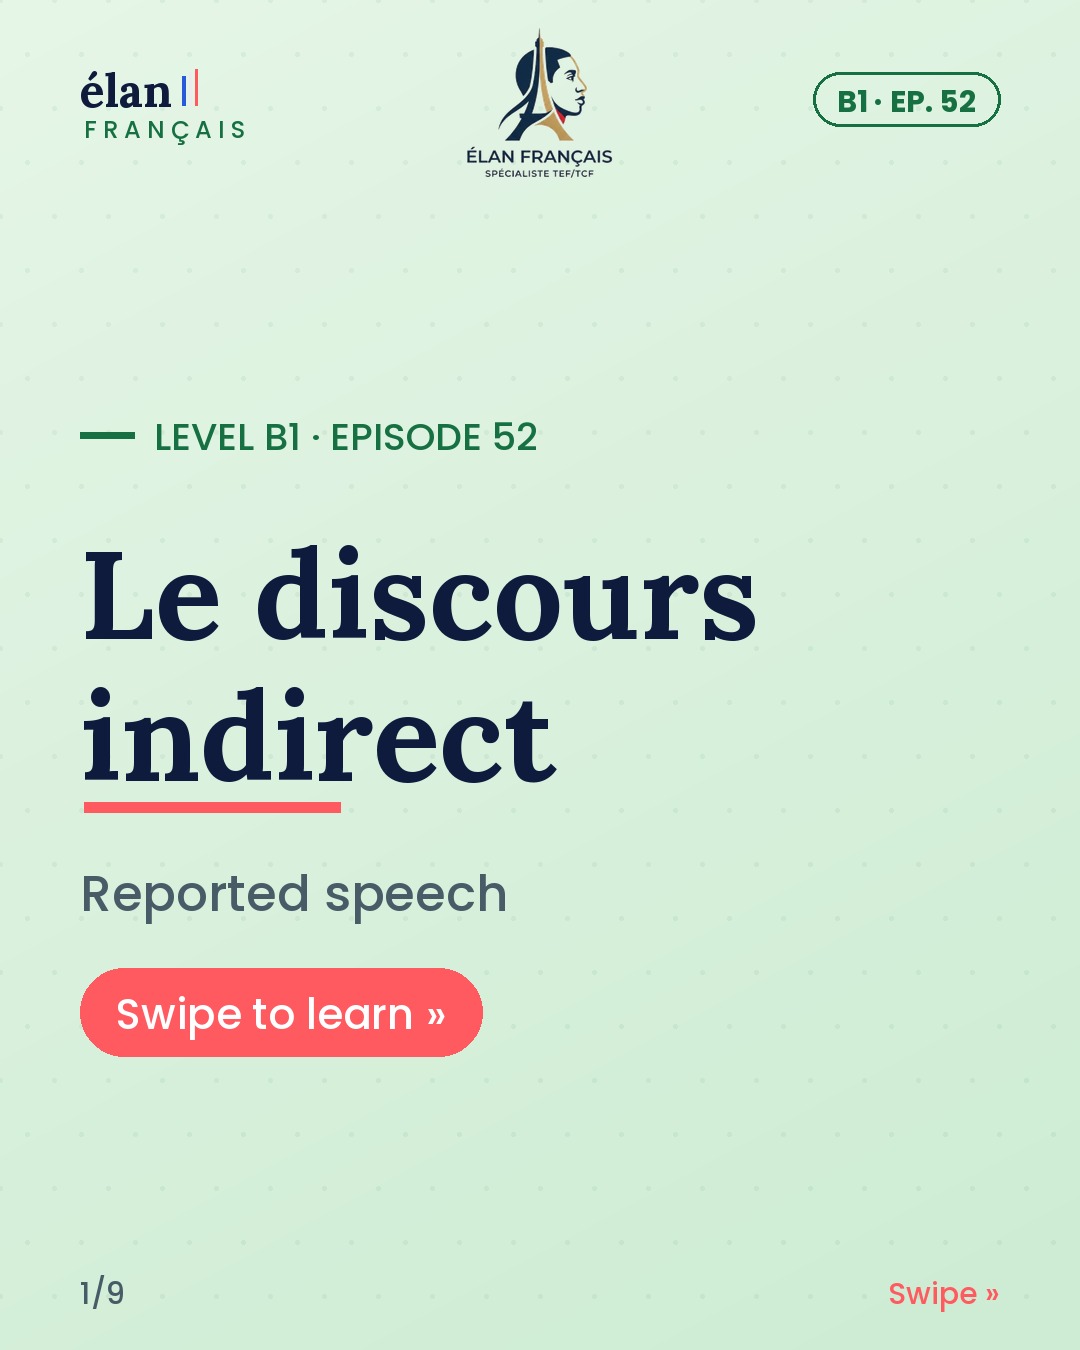 élan
FRANÇAIS
ÉLAN FRANÇAIS
SPÉCIALISTE TEF/TCF
B1 · EP. 52
LEVEL B1 · EPISODE 52
Le discours
indirect
Reported speech
Swipe to learn »
1/9
Swipe »